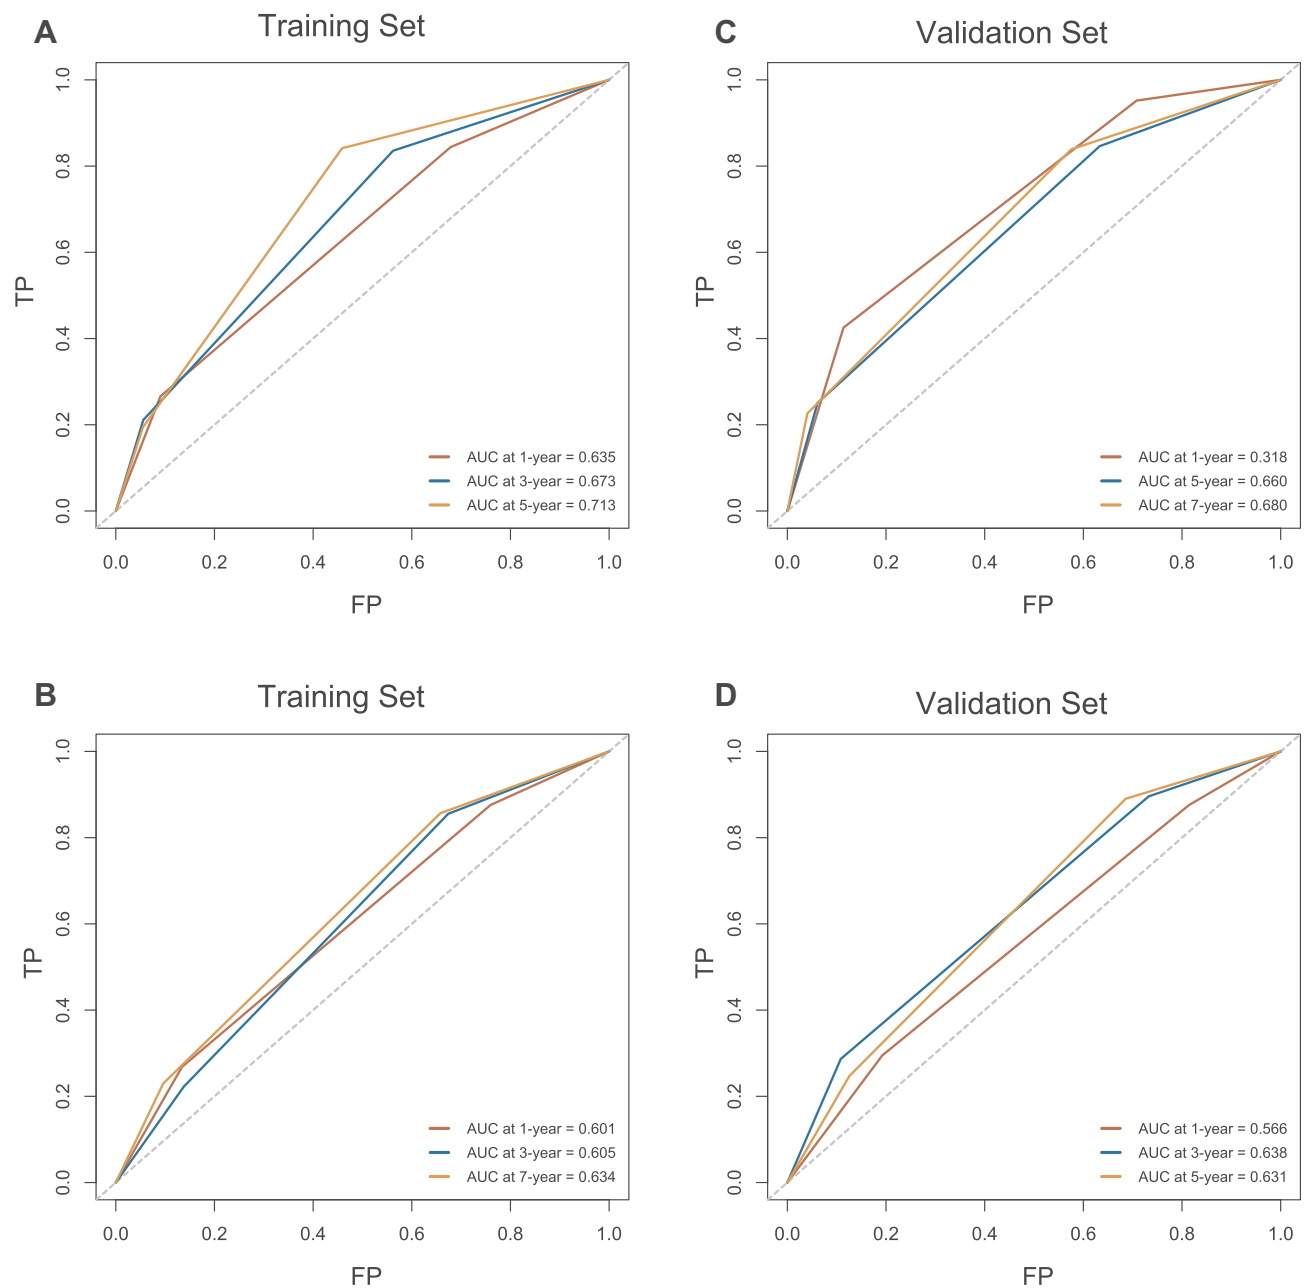 A
Training Set
TP
1.0
0.8
0.6
0.4
0.2
0.0
AUC at 1-year = 0.635
AUC at 3-year = 0.673
AUC at 5-year = 0.713
0.0 0.2 0.4 0.6 0.8 1.0
FP
C
Validation Set
TP
1.0
0.8
0.6
0.4
0.2
0.0
AUC at 1-year = 0.318
AUC at 5-year = 0.660
AUC at 7-year = 0.680
0.0 0.2 0.4 0.6 0.8 1.0
FP
B
Training Set
TP
1.0
0.8
0.6
0.4
0.2
0.0
AUC at 1-year = 0.601
AUC at 3-year = 0.605
AUC at 7-year = 0.634
0.0 0.2 0.4 0.6 0.8 1.0
FP
D
Validation Set
TP
1.0
0.8
0.6
0.4
0.2
0.0
AUC at 1-year = 0.566
AUC at 3-year = 0.638
AUC at 5-year = 0.631
0.0 0.2 0.4 0.6 0.8 1.0
FP